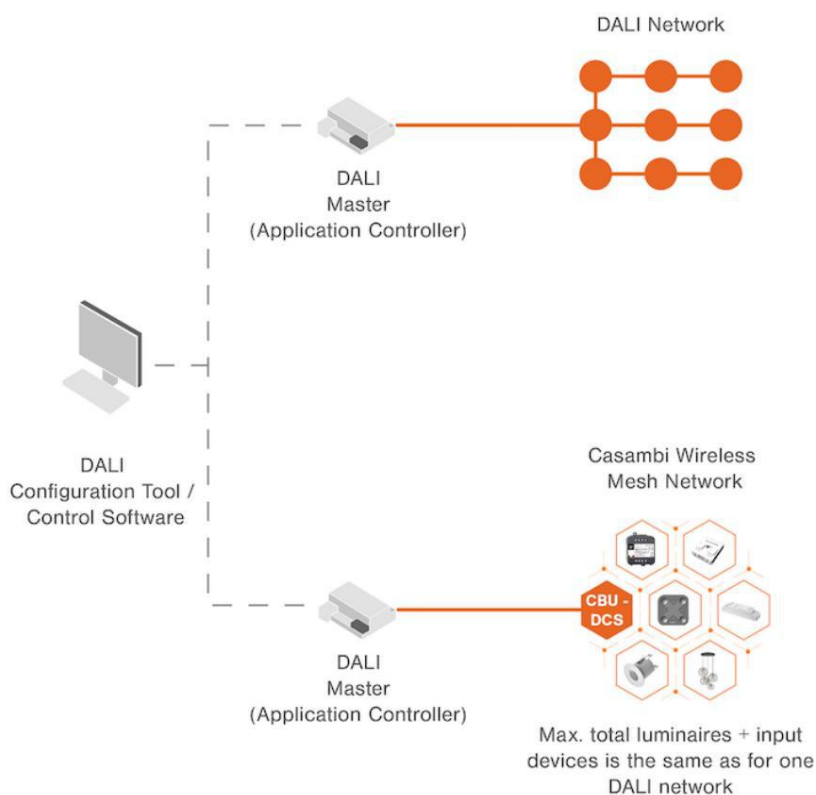 DALI Network
DALI
Master
(Application Controller)
DALI
Configuration Tool /
Control Software
Casambi Wireless
Mesh Network
CBU -
DCS
DALI
Master
(Application Controller)
Max. total luminaires + input
devices is the same as for one
DALI network